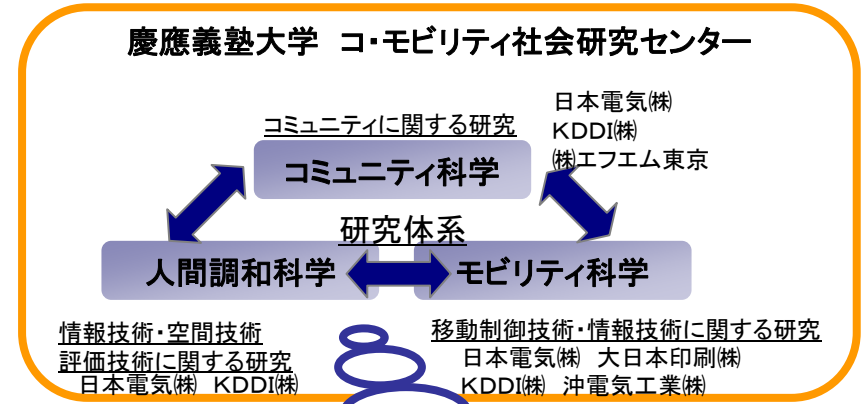 慶應義塾大学 コ・モビリティ社会研究センター
日本電気㈱
KDDI㈱
㈱エフエム東京
コミュニティに関する研究
コミュニティ科学
研究体系
人間調和科学
モビリティ科学
情報技術・空間技術
評価技術に関する研究
日本電気㈱ KDDI㈱
移動制御技術・情報技術に関する研究
日本電気㈱ 大日本印刷㈱
KDDI㈱ 沖電気工業㈱